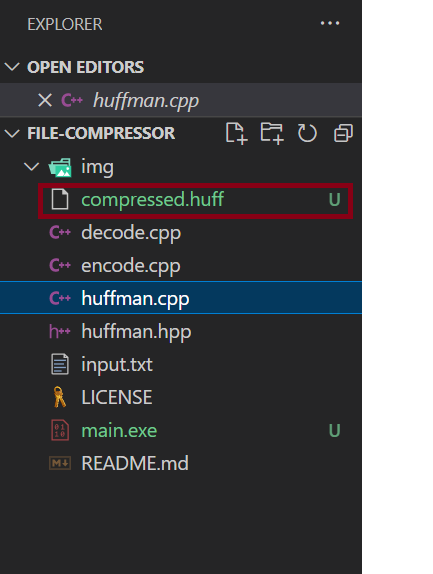 EXPLORER ...
OPEN EDITORS
C++ huffman.cpp
FILE-COMPRESSOR
img
compressed.huff U
C++ decode.cpp
C++ encode.cpp
C++ huffman.cpp
h++ huffman.hpp
input.txt
LICENSE
main.exe U
M README.md